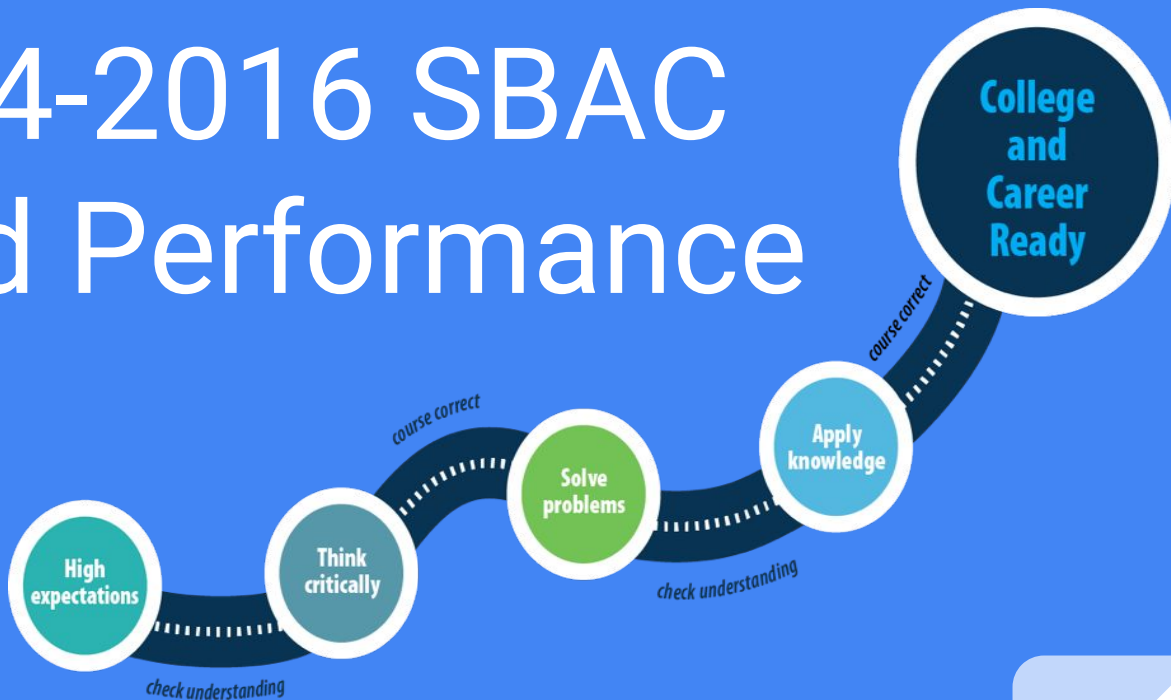 4-2016 SBAC
d Performance
College
and
Career
Ready
course correct
course correct
Apply
knowledge
Solve
problems
Think
critically
High
expectations
check understanding
check understanding